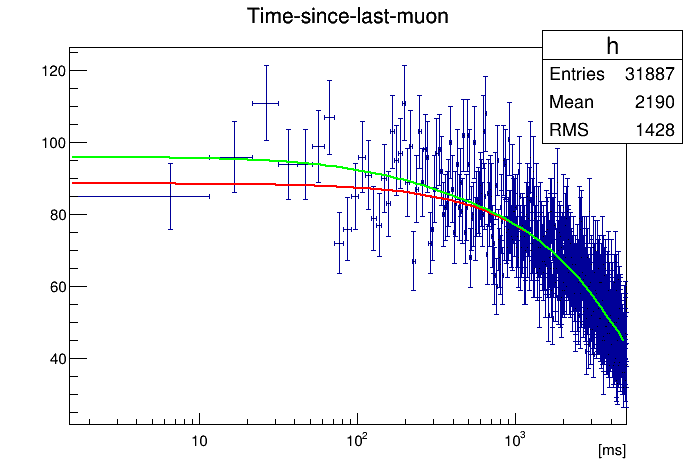 Time-since-last-muon
h
Entries 31887
Mean 2190
RMS 1428
120
100
80
60
40
10
10²
10³
[ms]